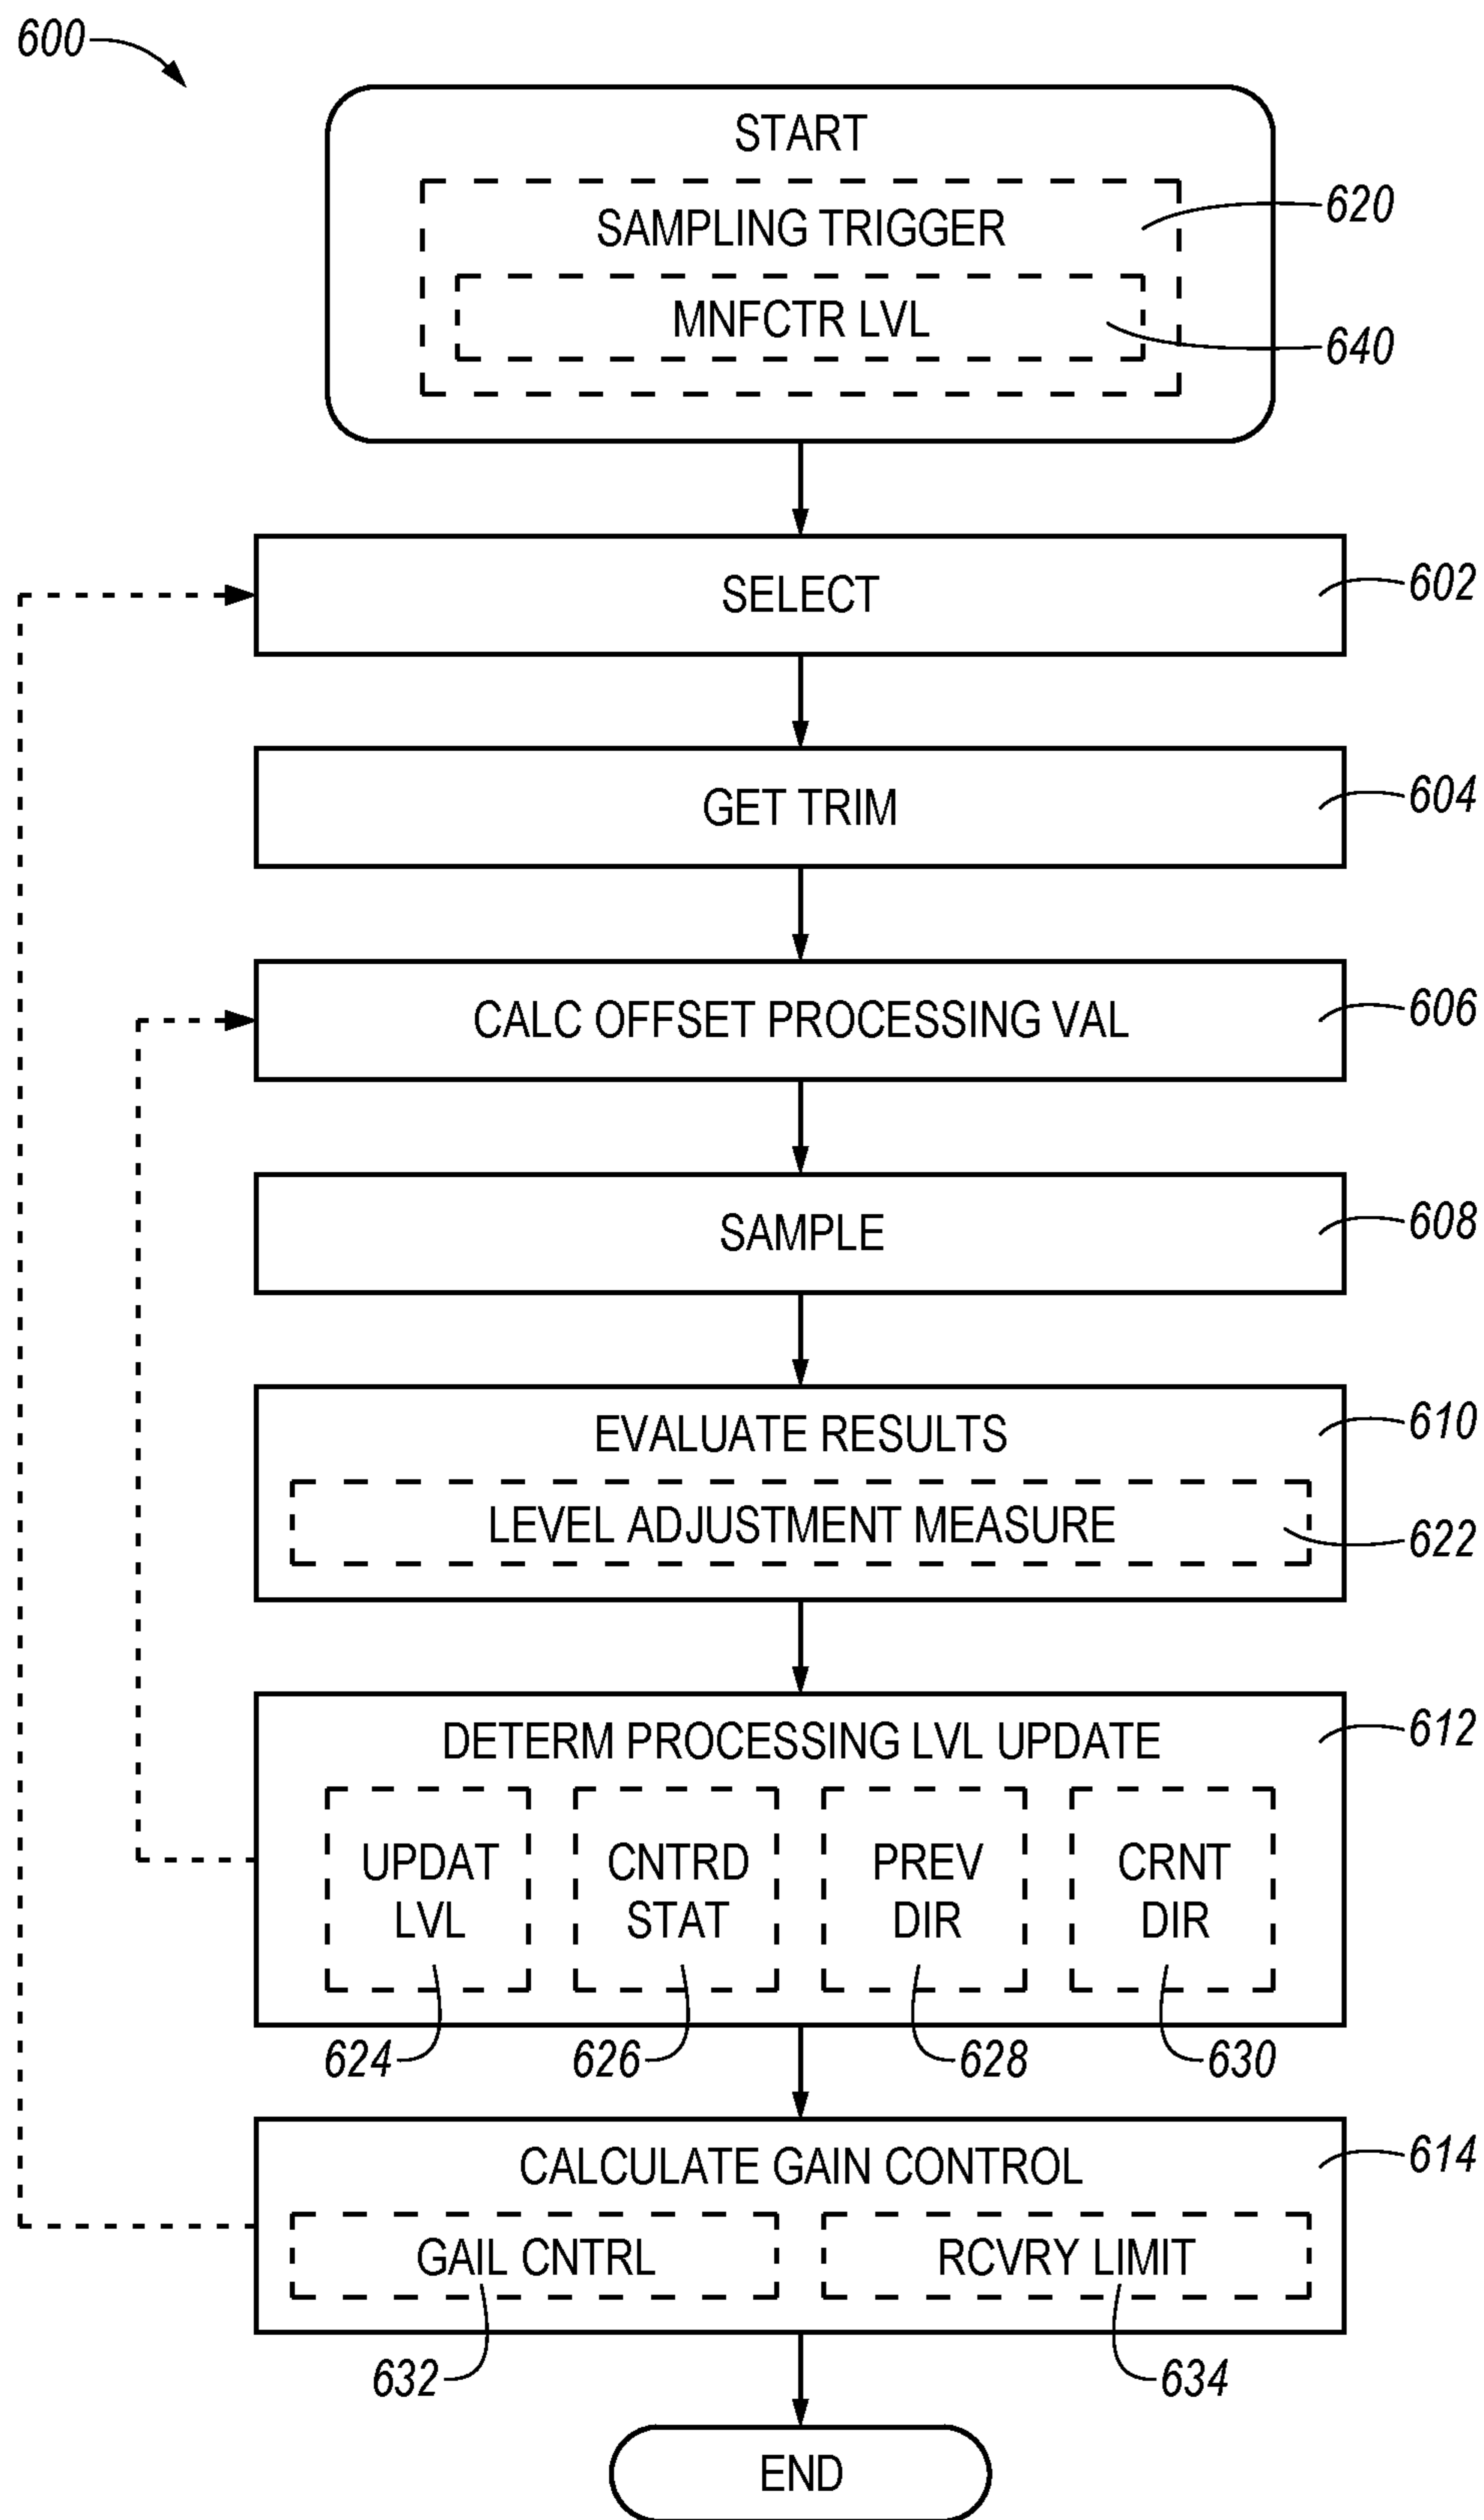 600
START
SAMPLING TRIGGER
620
MNFCTR LVL
640
SELECT
602
GET TRIM
604
CALC OFFSET PROCESSING VAL
606
SAMPLE
608
EVALUATE RESULTS
610
LEVEL ADJUSTMENT MEASURE
622
DETERM PROCESSING LVL UPDATE
612
UPDAT
LVL
CNTRD
STAT
PREV
DIR
CRNT
DIR
624
626
628
630
CALCULATE GAIN CONTROL
614
GAIL CNTRL
RCVRY LIMIT
632
634
END